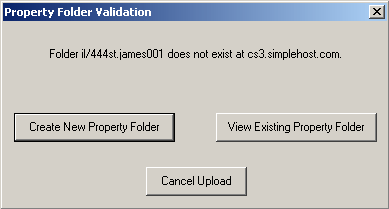 Property Folder Validation
Folder il/444st.james001 does not exist at cs3.simplehost.com.
Create New Property Folder
View Existing Property Folder
Cancel Upload